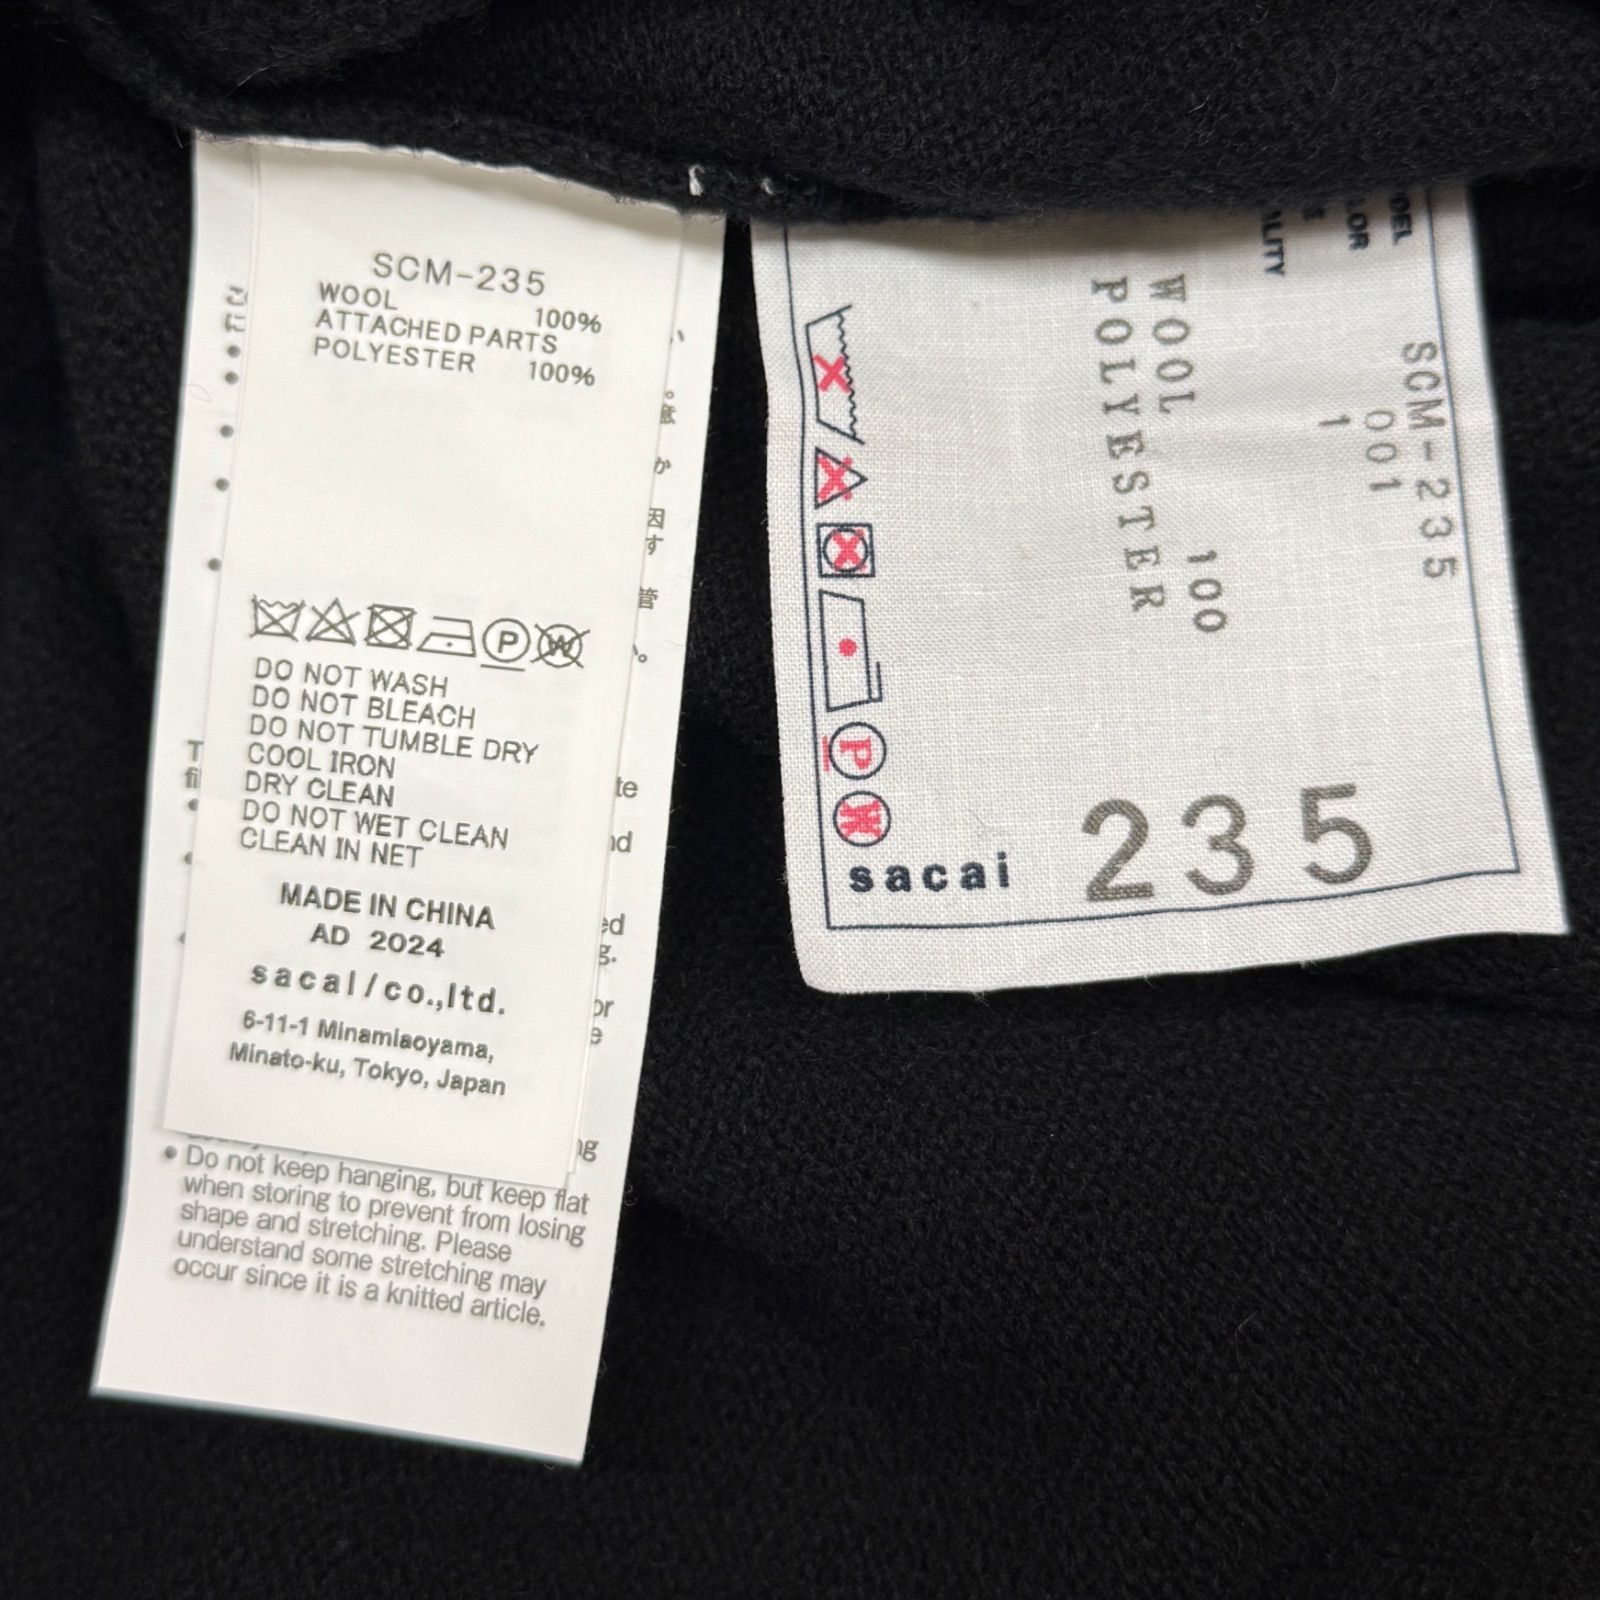 SCM-235
WOOL 100%
ATTACHED PARTS
POLYESTER 100%
P W
DO NOT WASH
DO NOT BLEACH
DO NOT TUMBLE DRY
COOL IRON
DRY CLEAN
DO NOT WET CLEAN
CLEAN IN NET
MADE IN CHINA
AD 2024
sacai/co.,ltd.
6-11-1 Minamiaoyama,
Minato-ku, Tokyo, Japan
• Do not keep hanging, but keep flat
when storing to prevent from losing
shape and stretching. Please
understand some stretching may
occur since it is a knitted article.
SCM-235
001
1
WOOL 100
POLYESTER
P
W
sacai 235